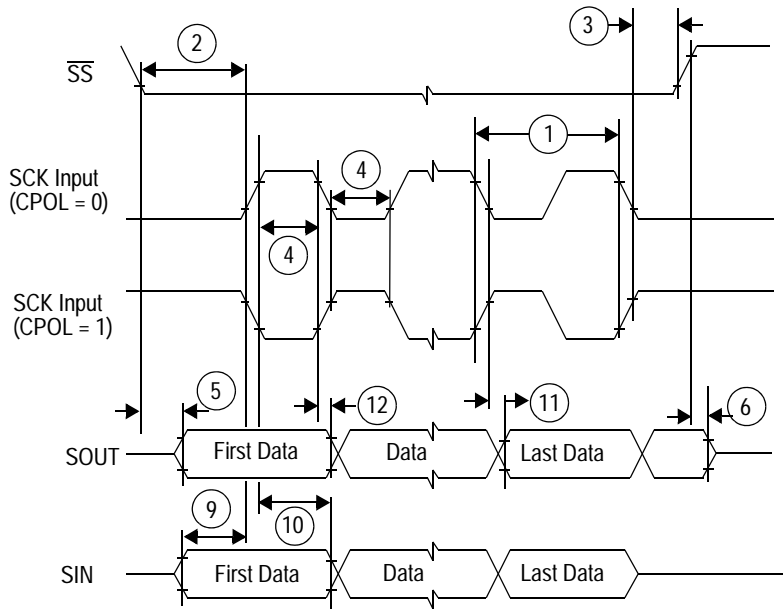 2
3
S̅S̅
1
SCK Input
(CPOL = 0)
4
4
SCK Input
(CPOL = 1)
5
12
11
6
SOUT
First Data
Data
Last Data
9
10
SIN
First Data
Data
Last Data